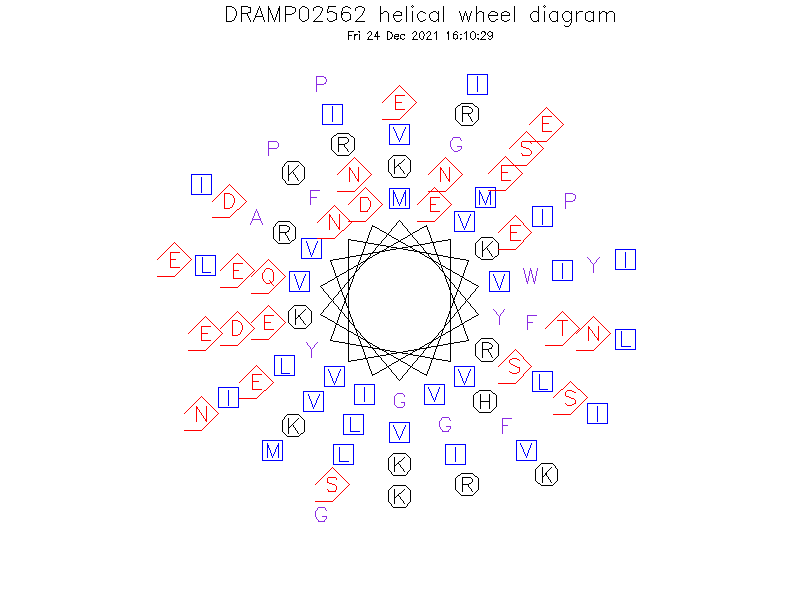 DRAMP02562 helical wheel diagram
Fri 24 Dec 2021 16:10:29
P I
E
I R
E
V
R G
P S
K
K N N E
I
F M M
D D E P
A N V I
R E
V K
E L Y I
E Q W I
V V
K Y
E F
D T
E N
L
Y R
L S
V V
E L
I V
I G S
V H
N I
K L G F
V
M V
L I
K
K
S R
K
G